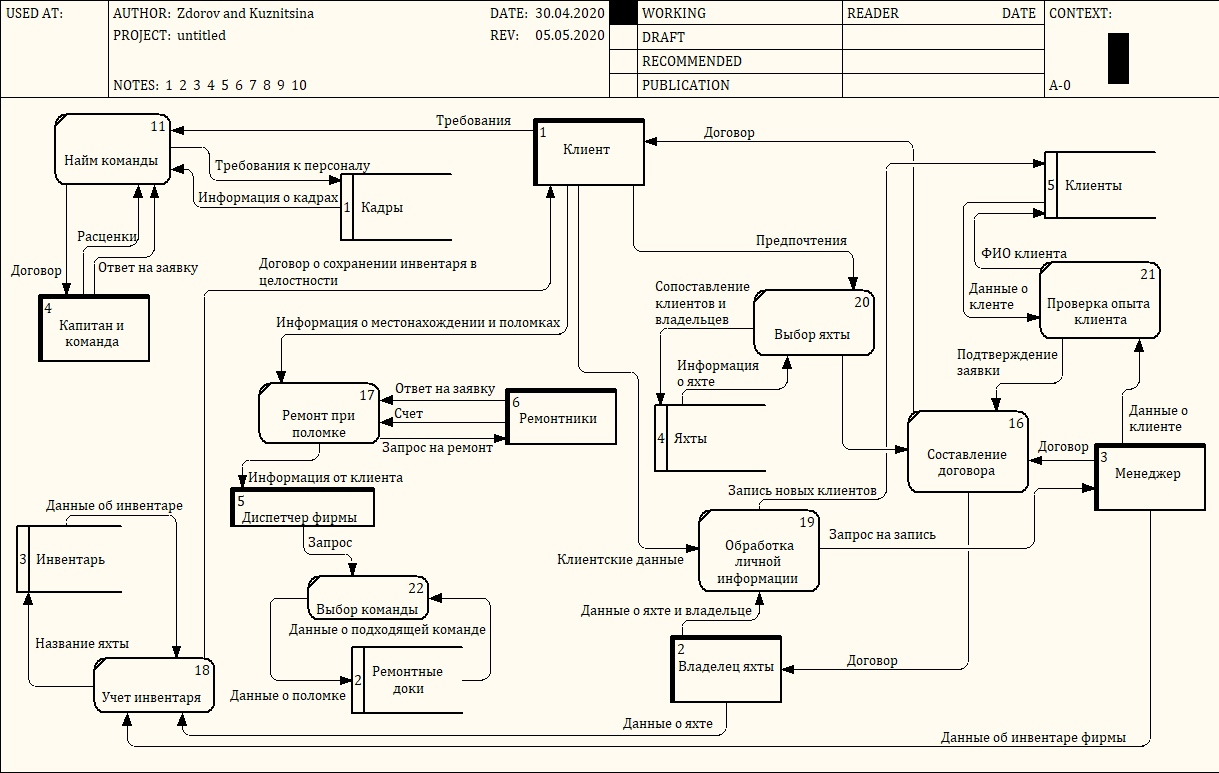 USED AT:
AUTHOR: Zdorov and Kuznitsina
DATE: 30.04.2020
PROJECT: untitled
REV: 05.05.2020
NOTES: 1 2 3 4 5 6 7 8 9 10
WORKING
DRAFT
RECOMMENDED
PUBLICATION
READER
DATE
CONTEXT:
A-0
11
Найм команды
Требования
1
Клиент
Договор
Требования к персоналу
Информация о кадрах
1
Кадры
5
Клиенты
Расценки
Договор
Ответ на заявку
4
Капитан и
команда
Договор о сохранении инвентаря в
целостности
Предпочтения
ФИО клиента
Данные о
кленте
21
Проверка опыта
клиента
Сопоставление
клиентов и
владельцев
20
Выбор яхты
Информация о местонахождении и поломках
Информация
о яхте
Подтверждение
заявки
17
Ремонт при
поломке
Ответ на заявку
Счет
Запрос на ремонт
6
Ремонтники
4
Яхты
16
Составление
договора
Данные о
клиенте
Договор
3
Менеджер
Информация от клиента
5
Диспетчер фирмы
Запись новых клиентов
Данные об инвентаре
3
Инвентарь
Запрос
19
Обработка
личной
информации
Запрос на запись
Клиентские данные
22
Выбор команды
Данные о подходящей команде
Данные о яхте и владельце
Название яхты
2
Ремонтные
доки
2
Владелец яхты
Договор
18
Учет инвентаря
Данные о поломке
Данные о яхте
Данные об инвентаре фирмы